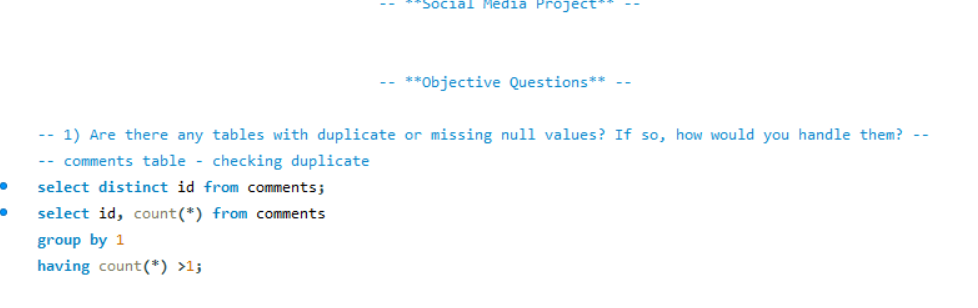 -- **Social Media Project** --
-- **Objective Questions** --
-- 1) Are there any tables with duplicate or missing null values? If so, how would you handle them? --
-- comments table - checking duplicate
select distinct id from comments;
select id, count(*) from comments
group by 1
having count(*) >1;